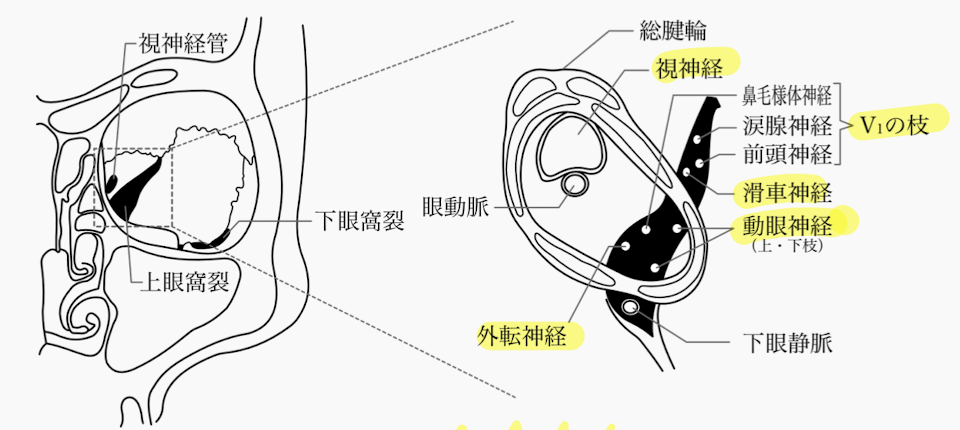 視神経管
下眼窩裂
上眼窩裂
総腱輪
視神経
鼻毛様体神経
涙腺神経
前頭神経
V₁の枝
滑車神経
動眼神経
(上・下枝)
眼動脈
外転神経
下眼静脈